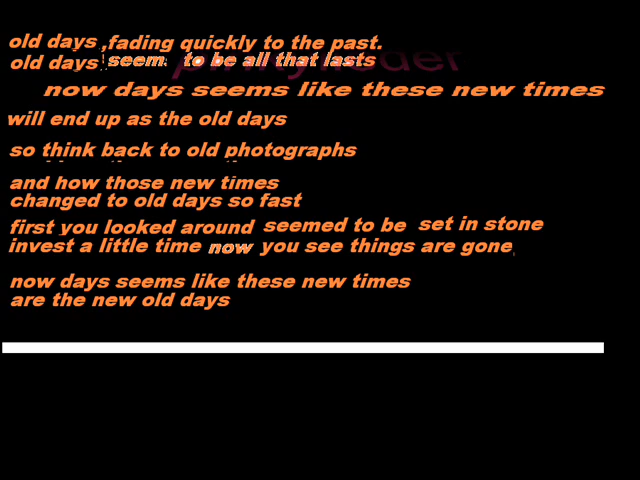 old days ,fading quickly to the past.
old days seem to be all that lasts
now days seems like these new times
will end up as the old days
so think back to old photographs
and how those new times
changed to old days so fast
first you looked around seemed to be set in stone
invest a little time now you see things are gone
now days seems like these new times
are the new old days